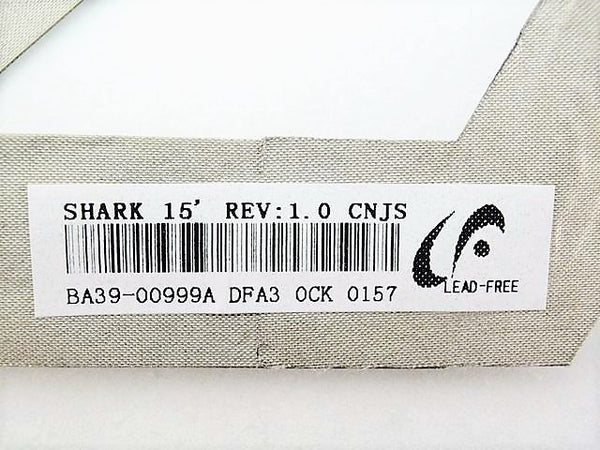 SHARK 15' REV:1.0 CNJS
BA39-00999A DFA3 0CK 0157
LEAD-FREE